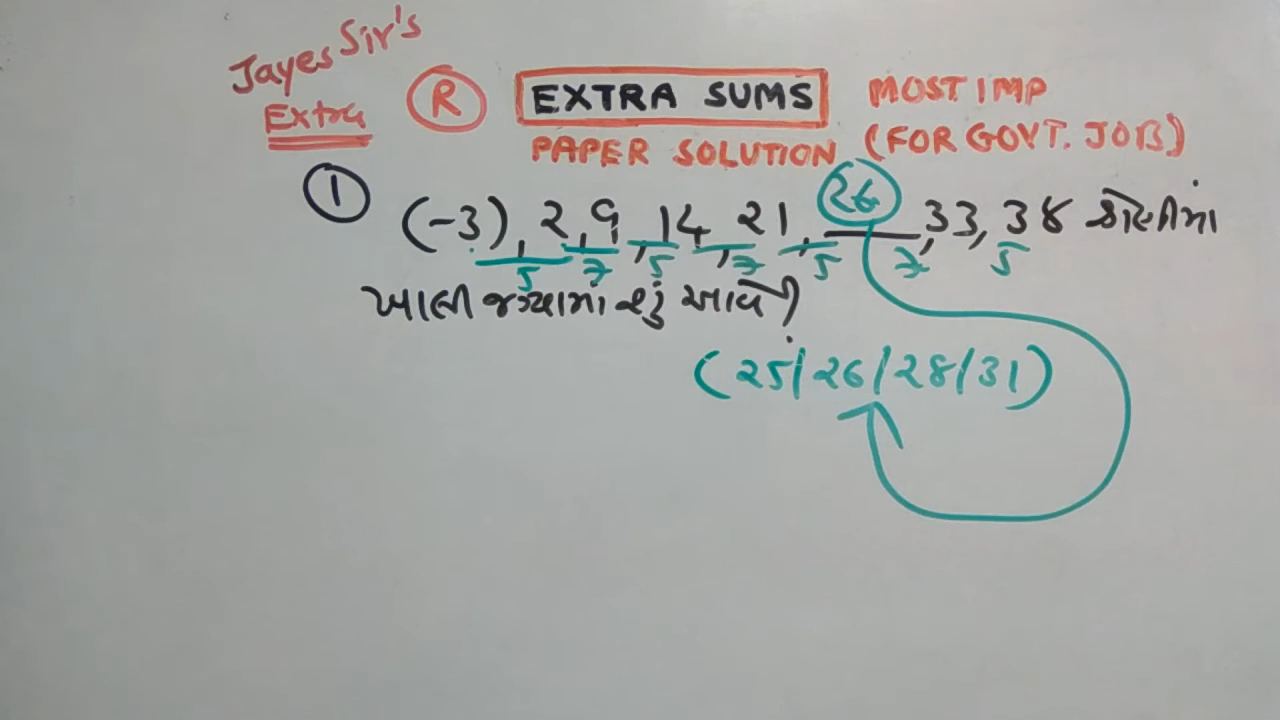 Jayes Sir's
Extra
R EXTRA SUMS MOST IMP
PAPER SOLUTION (FOR GOVT. JOB)
1 (-3), 2, 9, 14, 21, 26, 33, 38 શ્રેણીમાં
5 7 5 7 5 7 5
ખાલી જગ્યામાં શું આવે?
(25/26/28/31)